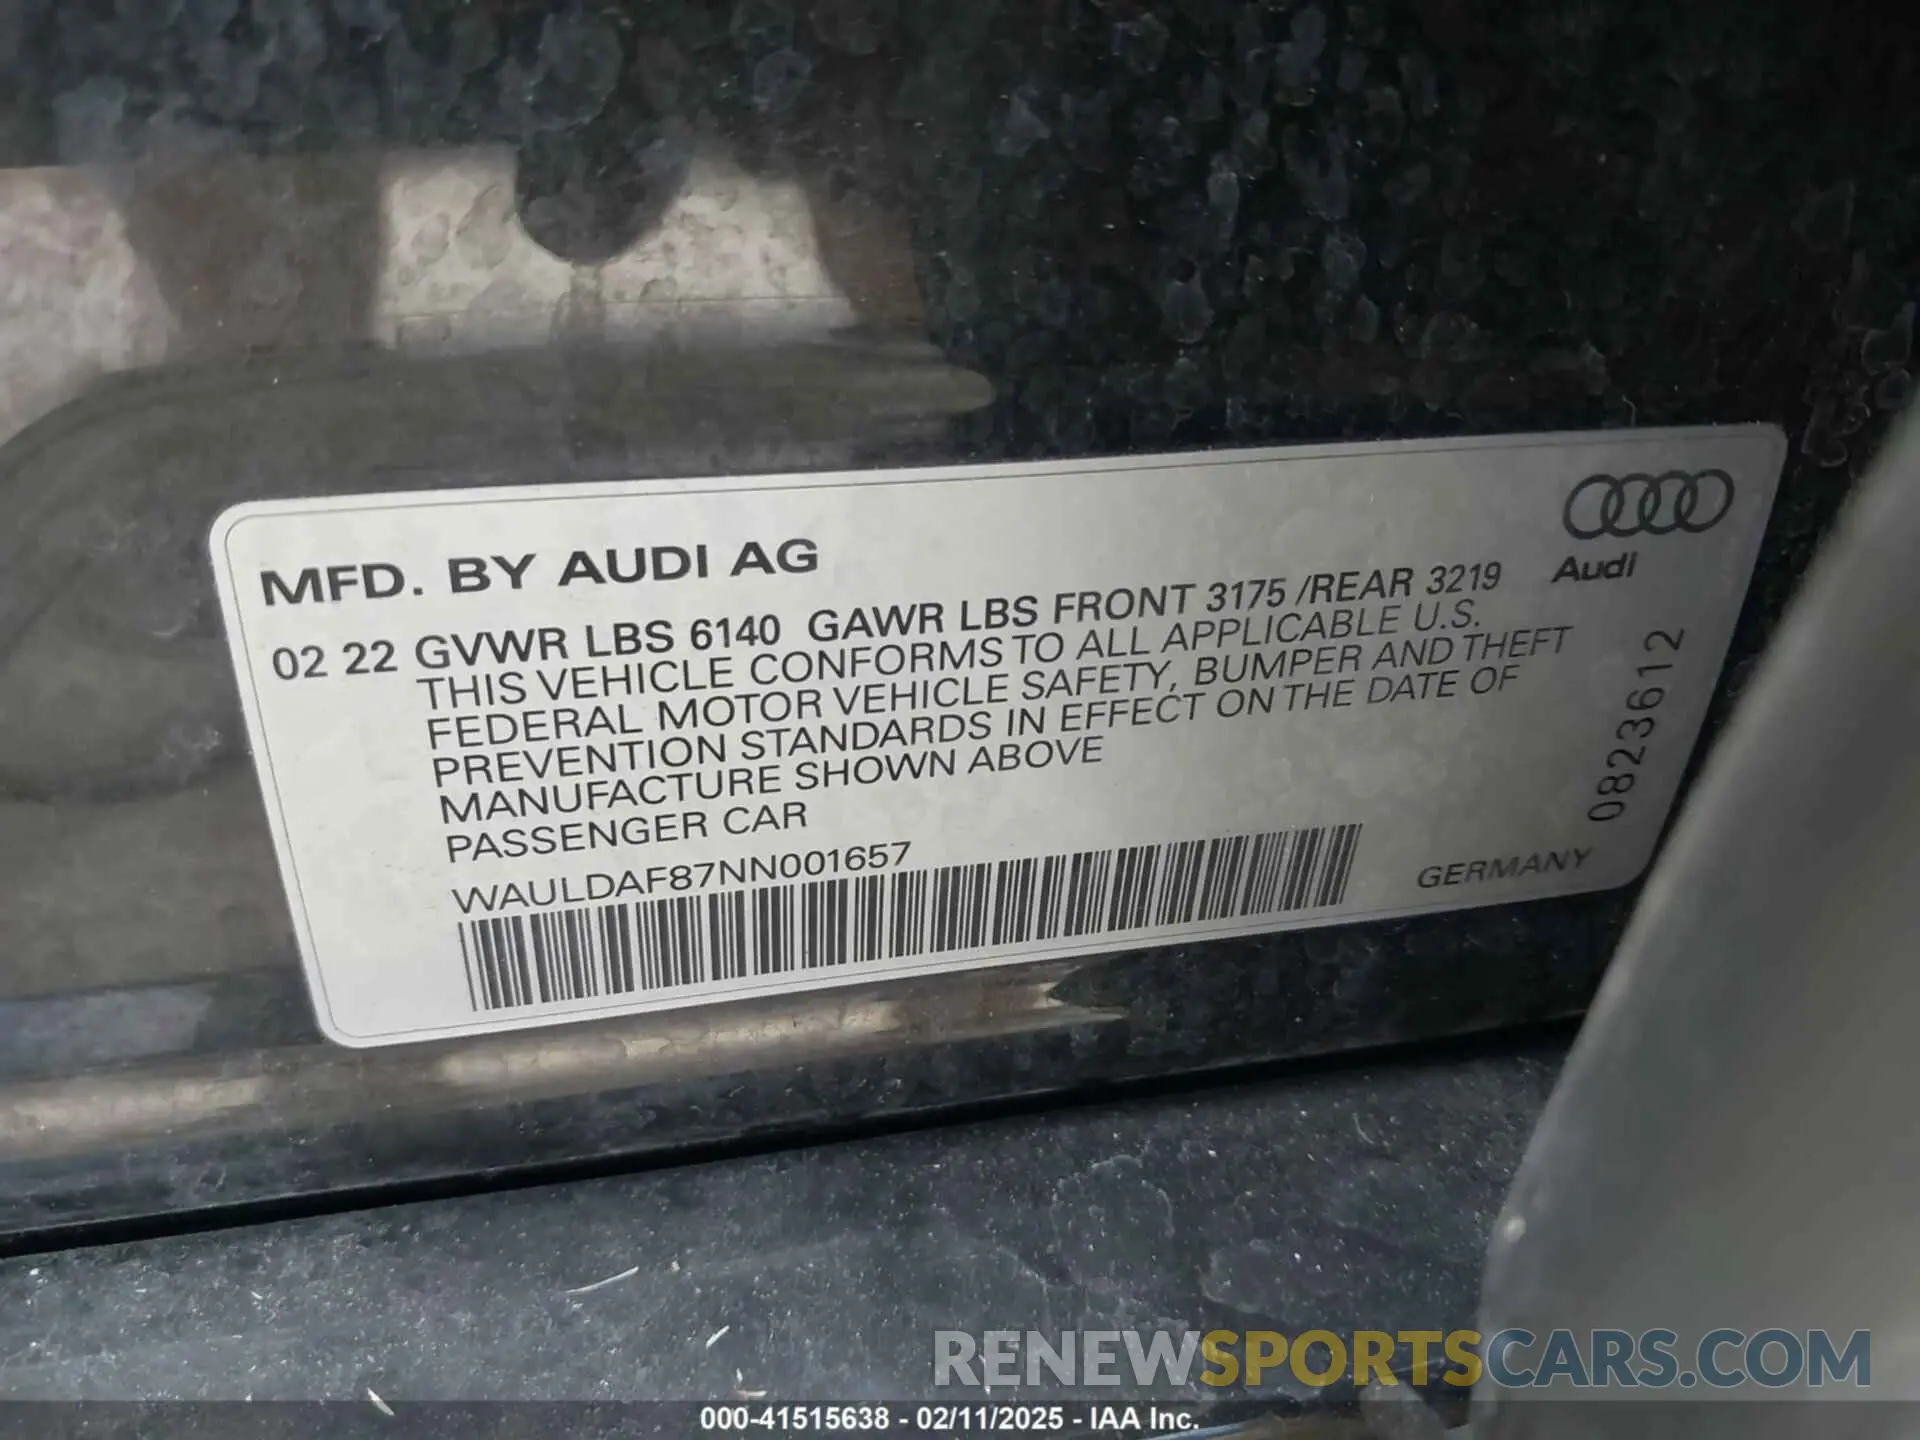 MFD. BY AUDI AG
Audi
02 22 GVWR LBS 6140 GAWR LBS FRONT 3175 /REAR 3219
THIS VEHICLE CONFORMS TO ALL APPLICABLE U.S.
FEDERAL MOTOR VEHICLE SAFETY, BUMPER AND THEFT
PREVENTION STANDARDS IN EFFECT ON THE DATE OF
MANUFACTURE SHOWN ABOVE
PASSENGER CAR
WAULDAF87NN001657
GERMANY
0823612
RENEWSPORTSCARS.COM
000-41515638 - 02/11/2025 - IAA Inc.